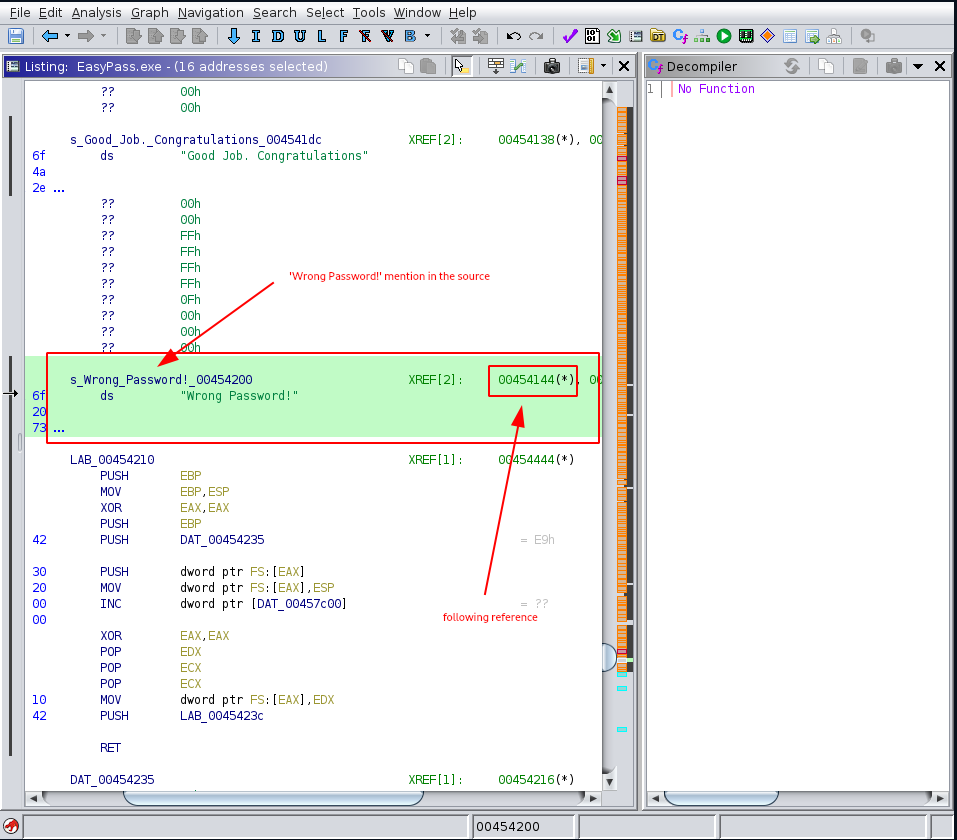 File Edit Analysis Graph Navigation Search Select Tools Window Help
I D U L F V B
Listing: EasyPass.exe - (16 addresses selected)
Decompiler
1 No Function
?? 00h
?? 00h
s_Good_Job._Congratulations_004541dc XREF[2]: 00454138(*), 00
6f ds "Good Job. Congratulations"
4a
2e ...
?? 00h
?? 00h
?? FFh
?? FFh
?? FFh
?? FFh
?? 0Fh
?? 00h
?? 00h
?? 00h
'Wrong Password!' mention in the source
s_Wrong_Password!_00454200 XREF[2]: 00454144(*), 00
6f ds "Wrong Password!"
20
73 ...
LAB_00454210 XREF[1]: 00454444(*)
PUSH EBP
MOV EBP,ESP
XOR EAX,EAX
PUSH EBP
42 PUSH DAT_00454235 = E9h
30 PUSH dword ptr FS:[EAX]
20 MOV dword ptr FS:[EAX],ESP
00 INC dword ptr [DAT_00457c00] = ??
00
following reference
XOR EAX,EAX
POP EDX
POP ECX
POP ECX
10 MOV dword ptr FS:[EAX],EDX
42 PUSH LAB_0045423c
RET
DAT_00454235 XREF[1]: 00454216(*)
00454200